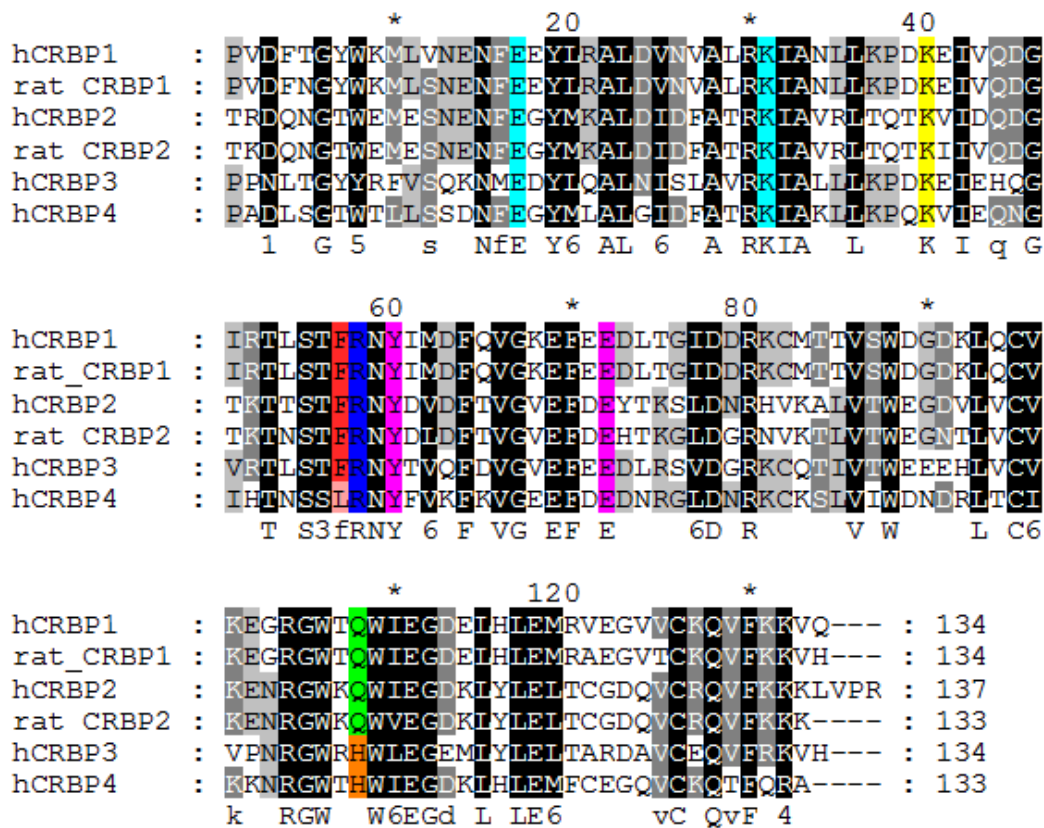 * 20 * 40
hCRBP1 : PVDFTGYWKMLVNENFEEYLRALDVNVALRKIANLLKPDKEIVQDG
rat CRBP1 : PVDFNGYWKMLSNENFEEYLRALDVNVALRKIANLLKPDKEIVQDG
hCRBP2 : TRDQNGTWEMESNENFEGYMKALDIDFATRKIAVRLTQTKVIDQDG
rat CRBP2 : TKDQNGTWEMESNENFEGYMKALDIDFATRKIAVRLTQTKIIVQDG
hCRBP3 : PPNLTGYYRFVSQKNMEDYLQALNISLAVRKIALLLKPDKEIEHQG
hCRBP4 : PADLSGTWTLLSSDNFEGYMLALGIDFATRKIAKLLKPQKVIEQNG
1 G 5 s NfE Y6 AL 6 A RKIA L K I q G
60 * 80 *
hCRBP1 : IRTLSTFRNYIMDFQVGKEFEEDLTGIDDRKCMTTVSWDGDKLQCV
rat_CRBP1 : IRTLSTFRNYIMDFQVGKEFEEDLTGIDDRKCMTTVSWDGDKLQCV
hCRBP2 : TKTTSTFRNYDVDFTVGVEFDEYTKSLDNRHVKALVTWEGDVLVCV
rat CRBP2 : TKTNSTFRNYDLDFTVGVEFDEHTKGLDGRNVKTLVTWEGNTLVCV
hCRBP3 : VRTLSTFRNYTVQFDVGVEFEEDLRSVDGRKCQTIVTWEEEHLVCV
hCRBP4 : IHTNSSLRNYFVKFKVGEEFDEDNRGLDNRKCKSLVIWDNDRLTCI
T S3fRNY 6 F VG EF E 6D R V W L C6
* 120 *
hCRBP1 : KEGRGWTQWIEGDELHLEMRVEGVVCKQVFKKVQ--- : 134
rat_CRBP1 : KEGRGWTQWIEGDELHLEMRAEGVTCKQVFKKVH--- : 134
hCRBP2 : KENRGWKQWIEGDKLYLELTCGDQVCRQVFKKKLVPR : 137
rat CRBP2 : KENRGWKQWVEGDKLYLELTCGDQVCRQVFKKK---- : 133
hCRBP3 : VPNRGWRHWLEGEMLYLELTARDAVCEQVFRKVH--- : 134
hCRBP4 : KKNRGWTHWIEGDKLHLEMFCEGQVCKQTFQRA---- : 133
k RGW W6EGd L LE6 vC QvF 4